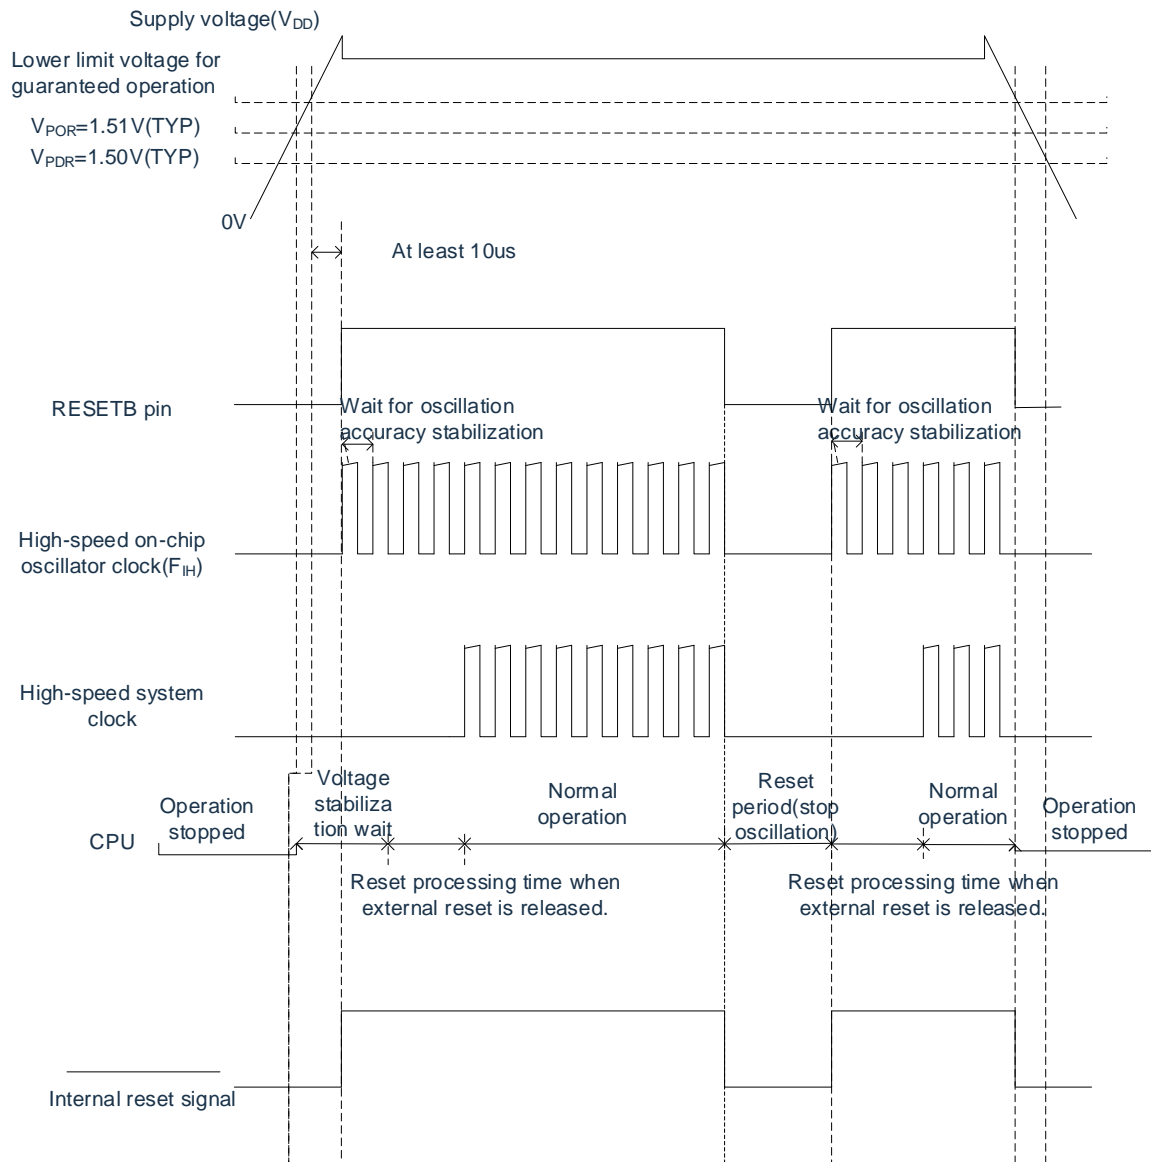 Supply voltage(VDD)
Lower limit voltage for
guaranteed operation
VPOR=1.51V(TYP)
VPDR=1.50V(TYP)
0V
At least 10us
RESETB pin
Wait for oscillation
accuracy stabilization
Wait for oscillation
accuracy stabilization
High-speed on-chip
oscillator clock(FIH)
High-speed system
clock
CPU
Operation
stopped
Voltage
stabiliza
tion wait
Normal
operation
Reset
period(stop
oscillation)
Normal
operation
Operation
stopped
Reset processing time when
external reset is released.
Reset processing time when
external reset is released.
Internal reset signal